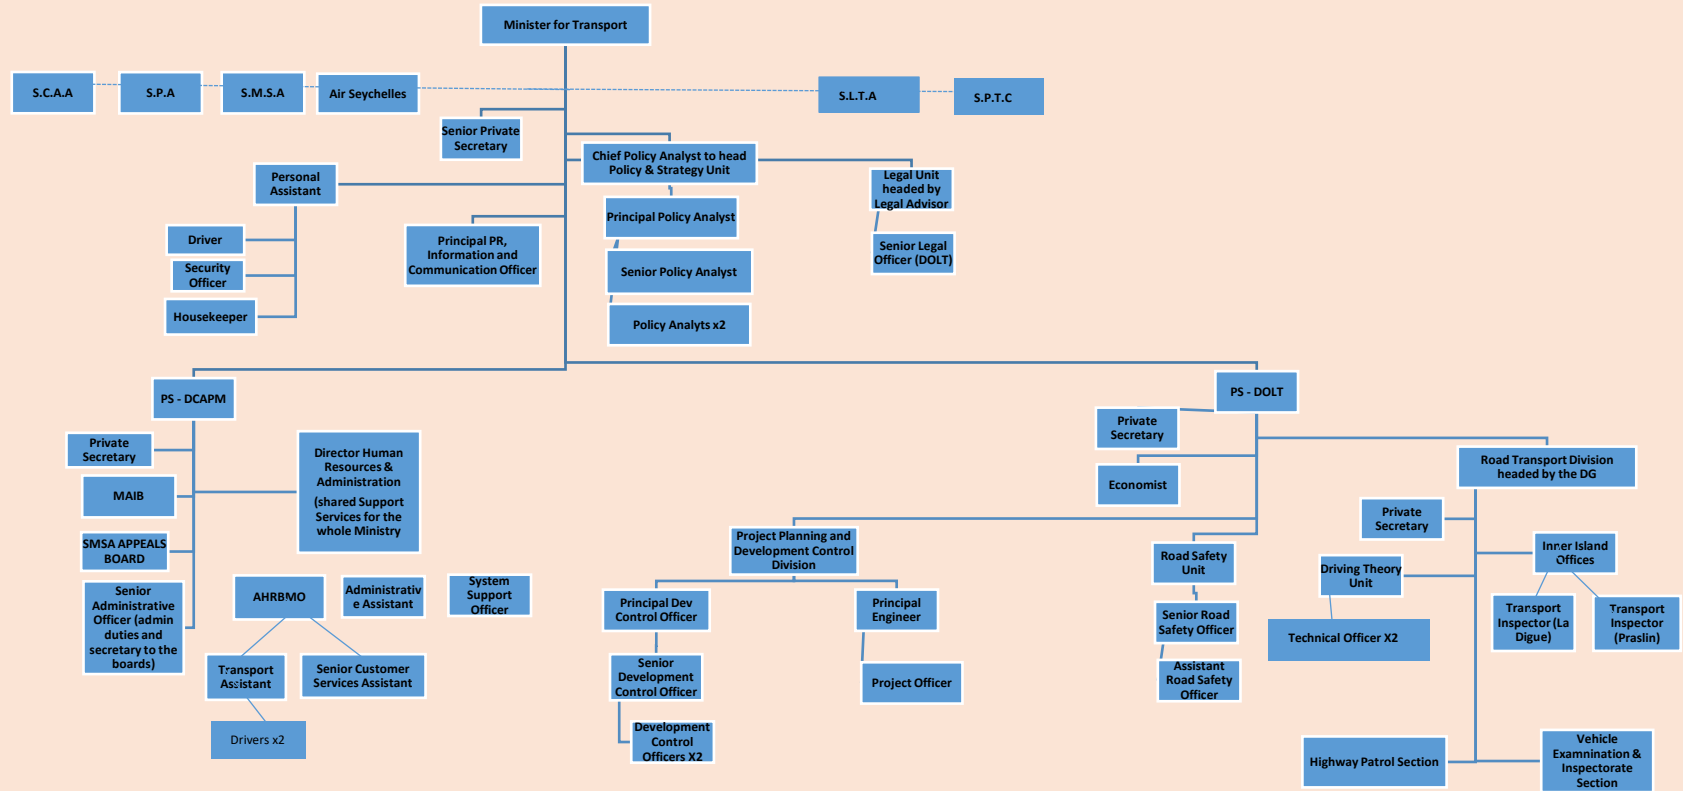 Minister for Transport
S.C.A.A
S.P.A
S.M.S.A
Air Seychelles
S.L.T.A
S.P.T.C
Senior Private
Secretary
Chief Policy Analyst to head
Policy & Strategy Unit
Legal Unit
headed by
Legal Advisor
Personal
Assistant
Principal Policy Analyst
Principal PR,
Information and
Communication Officer
Senior Legal
Officer (DOLT)
Driver
Security
Officer
Housekeeper
Senior Policy Analyst
Policy Analyts x2
PS - DCAPM
PS - DOLT
Private
Secretary
MAIB
SMSA APPEALS
BOARD
Senior
Administrative
Officer (admin
duties and
secretary to the
boards)
Director Human
Resources &
Administration
(shared Support
Services for the
whole Ministry
AHRBMO
Administrativ
e Assistant
System
Support
Officer
Transport
Assistant
Senior Customer
Services Assistant
Drivers x2
Private
Secretary
Economist
Project Planning and
Development Control
Division
Principal Dev
Control Officer
Principal
Engineer
Senior
Development
Control Officer
Project Officer
Development
Control
Officers X2
Road Safety
Unit
Senior Road
Safety Officer
Assistant
Road Safety
Officer
Road Transport Division
headed by the DG
Private
Secretary
Inner Island
Offices
Driving Theory
Unit
Technical Officer X2
Transport
Inspector (La
Digue)
Transport
Inspector
(Praslin)
Highway Patrol Section
Vehicle
Examnination &
Inspectorate
Section